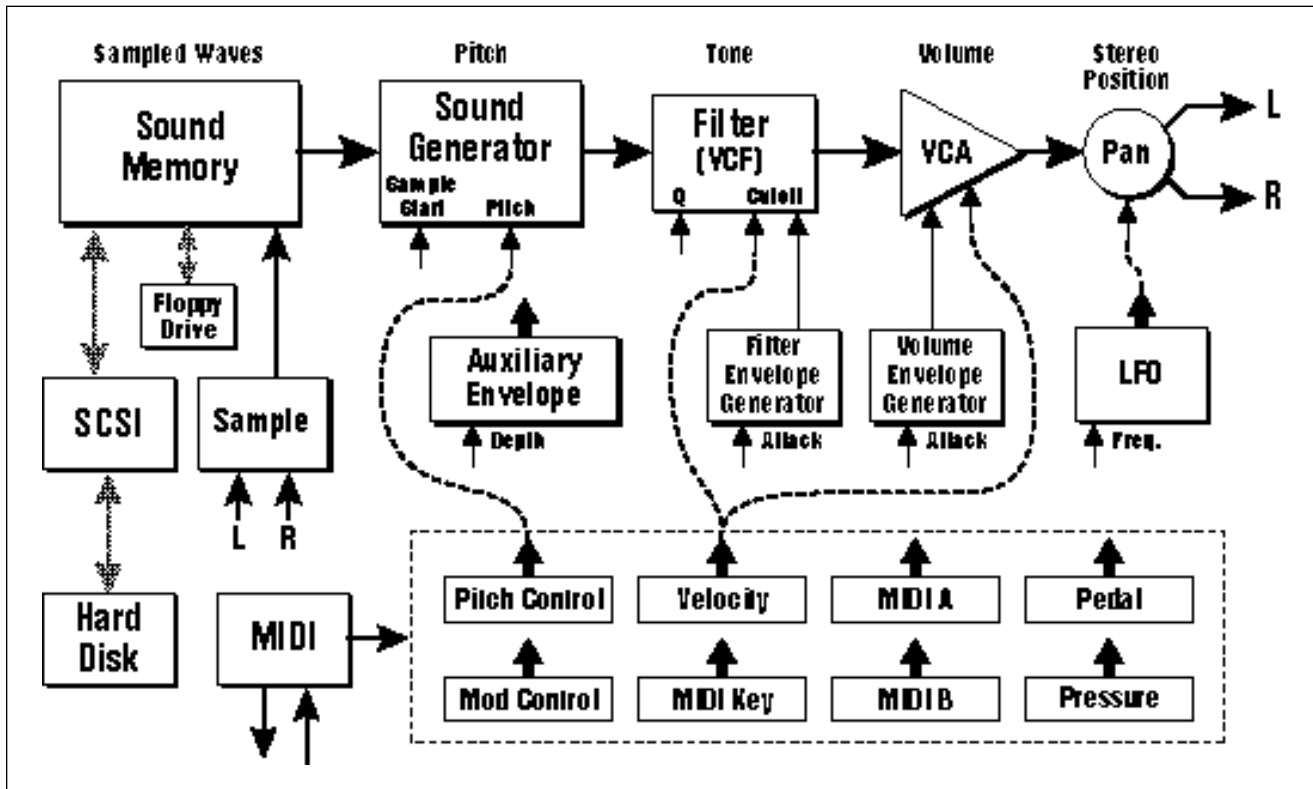 Sampled Waves
Pitch
Tone
Volume
Stereo
Position
Sound
Memory
Sound
Generator
Sample
Start
Pitch
Filter
(VCF)
Q
Cutoff
VCA
Pan
L
R
Floppy
Drive
Auxiliary
Envelope
Depth
Filter
Envelope
Generator
Attack
Volume
Envelope
Generator
Attack
LFO
Freq.
SCSI
Sample
L
R
Hard
Disk
MIDI
Pitch Control
Velocity
MIDI A
Pedal
Mod Control
MIDI Key
MIDI B
Pressure